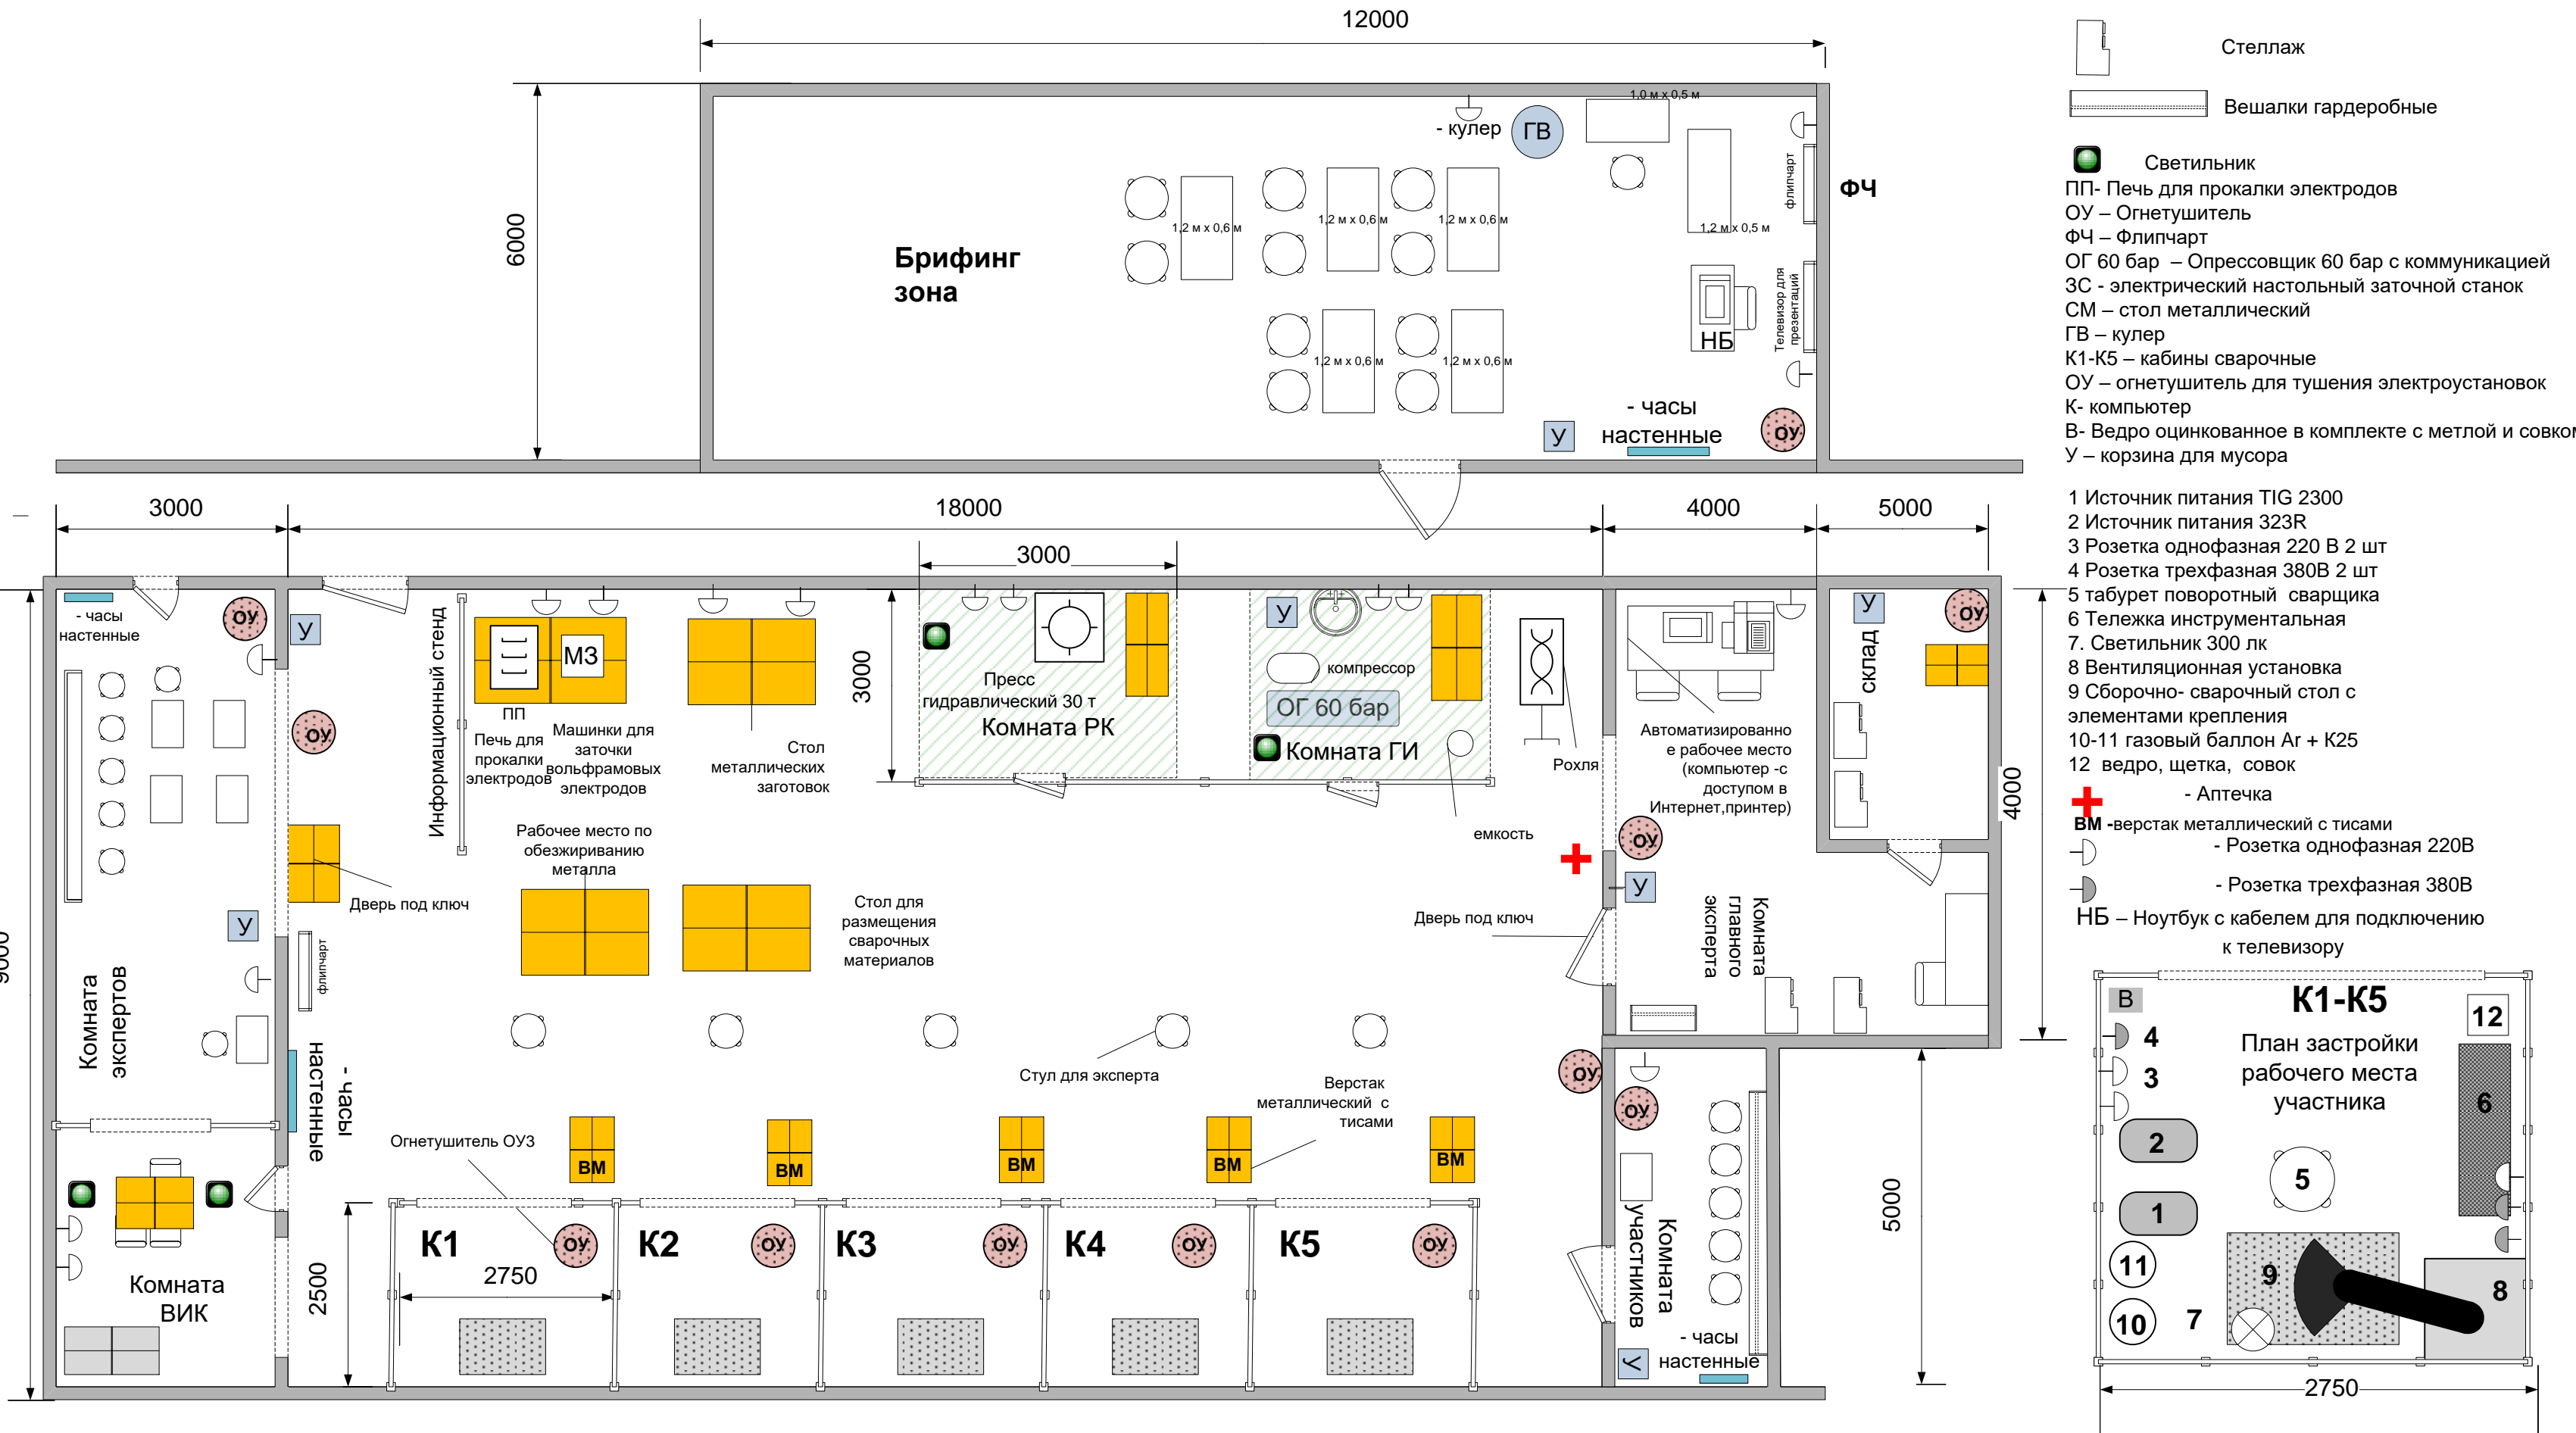 12000
6000
Брифинг
зона
- кулер
ГВ
1,0 м х 0,5 м
1,2 м х 0,6 м
1,2 м х 0,6 м
1,2 м х 0,6 м
1,2 м х 0,5 м
1,2 м х 0,6 м
1,2 м х 0,6 м
флипчарт
ФЧ
Телевизор для
презентаций
НБ
- часы
настенные
У
ОУ
3000
18000
4000
5000
3000
9000
- часы
настенные
ОУ
У
ОУ
У
Комната
экспертов
Комната
ВИК
Информационный стенд
МЗ
ПП
Печь для
прокалки
электродов
Машинки для
заточки
вольфрамовых
электродов
Стол
металлических
заготовок
3000
Пресс
гидравлический 30 т
Комната РК
У
компрессор
ОГ 60 бар
Комната ГИ
Рохля
емкость
Рабочее место по
обезжириванию
металла
Стол для
размещения
сварочных
материалов
Дверь под ключ
Дверь под ключ
флипчарт
- часы
настенные
Стул для эксперта
Верстак
металлический с
тисами
Огнетушитель ОУ3
ВМ
ВМ
ВМ
ВМ
ВМ
2500
К1
ОУ
2750
К2
ОУ
К3
ОУ
К4
ОУ
К5
ОУ
Автоматизированно
е рабочее место
(компьютер -с
доступом в
Интернет,принтер)
ОУ
У
Комната
главного
эксперта
У
ОУ
склад
4000
ОУ
ОУ
Комната
участников
У
- часы
настенные
5000
Стеллаж
Вешалки гардеробные
Светильник
ПП- Печь для прокалки электродов
ОУ – Огнетушитель
ФЧ – Флипчарт
ОГ 60 бар – Опрессовщик 60 бар с коммуникацией
ЗС - электрический настольный заточной станок
СМ – стол металлический
ГВ – кулер
К1-К5 – кабины сварочные
ОУ – огнетушитель для тушения электроустановок
К- компьютер
В- Ведро оцинкованное в комплекте с метлой и совком
У – корзина для мусора
1 Источник питания TIG 2300
2 Источник питания 323R
3 Розетка однофазная 220 В 2 шт
4 Розетка трехфазная 380В 2 шт
5 табурет поворотный сварщика
6 Тележка инструментальная
7. Светильник 300 лк
8 Вентиляционная установка
9 Сборочно- сварочный стол с
элементами крепления
10-11 газовый баллон Ar + К25
12 ведро, щетка, совок
- Аптечка
ВМ -верстак металлический с тисами
- Розетка однофазная 220В
- Розетка трехфазная 380В
НБ – Ноутбук с кабелем для подключению
к телевизору
В
К1-К5
12
План застройки
рабочего места
участника
4
3
6
2
5
1
11
9
8
10
7
2750